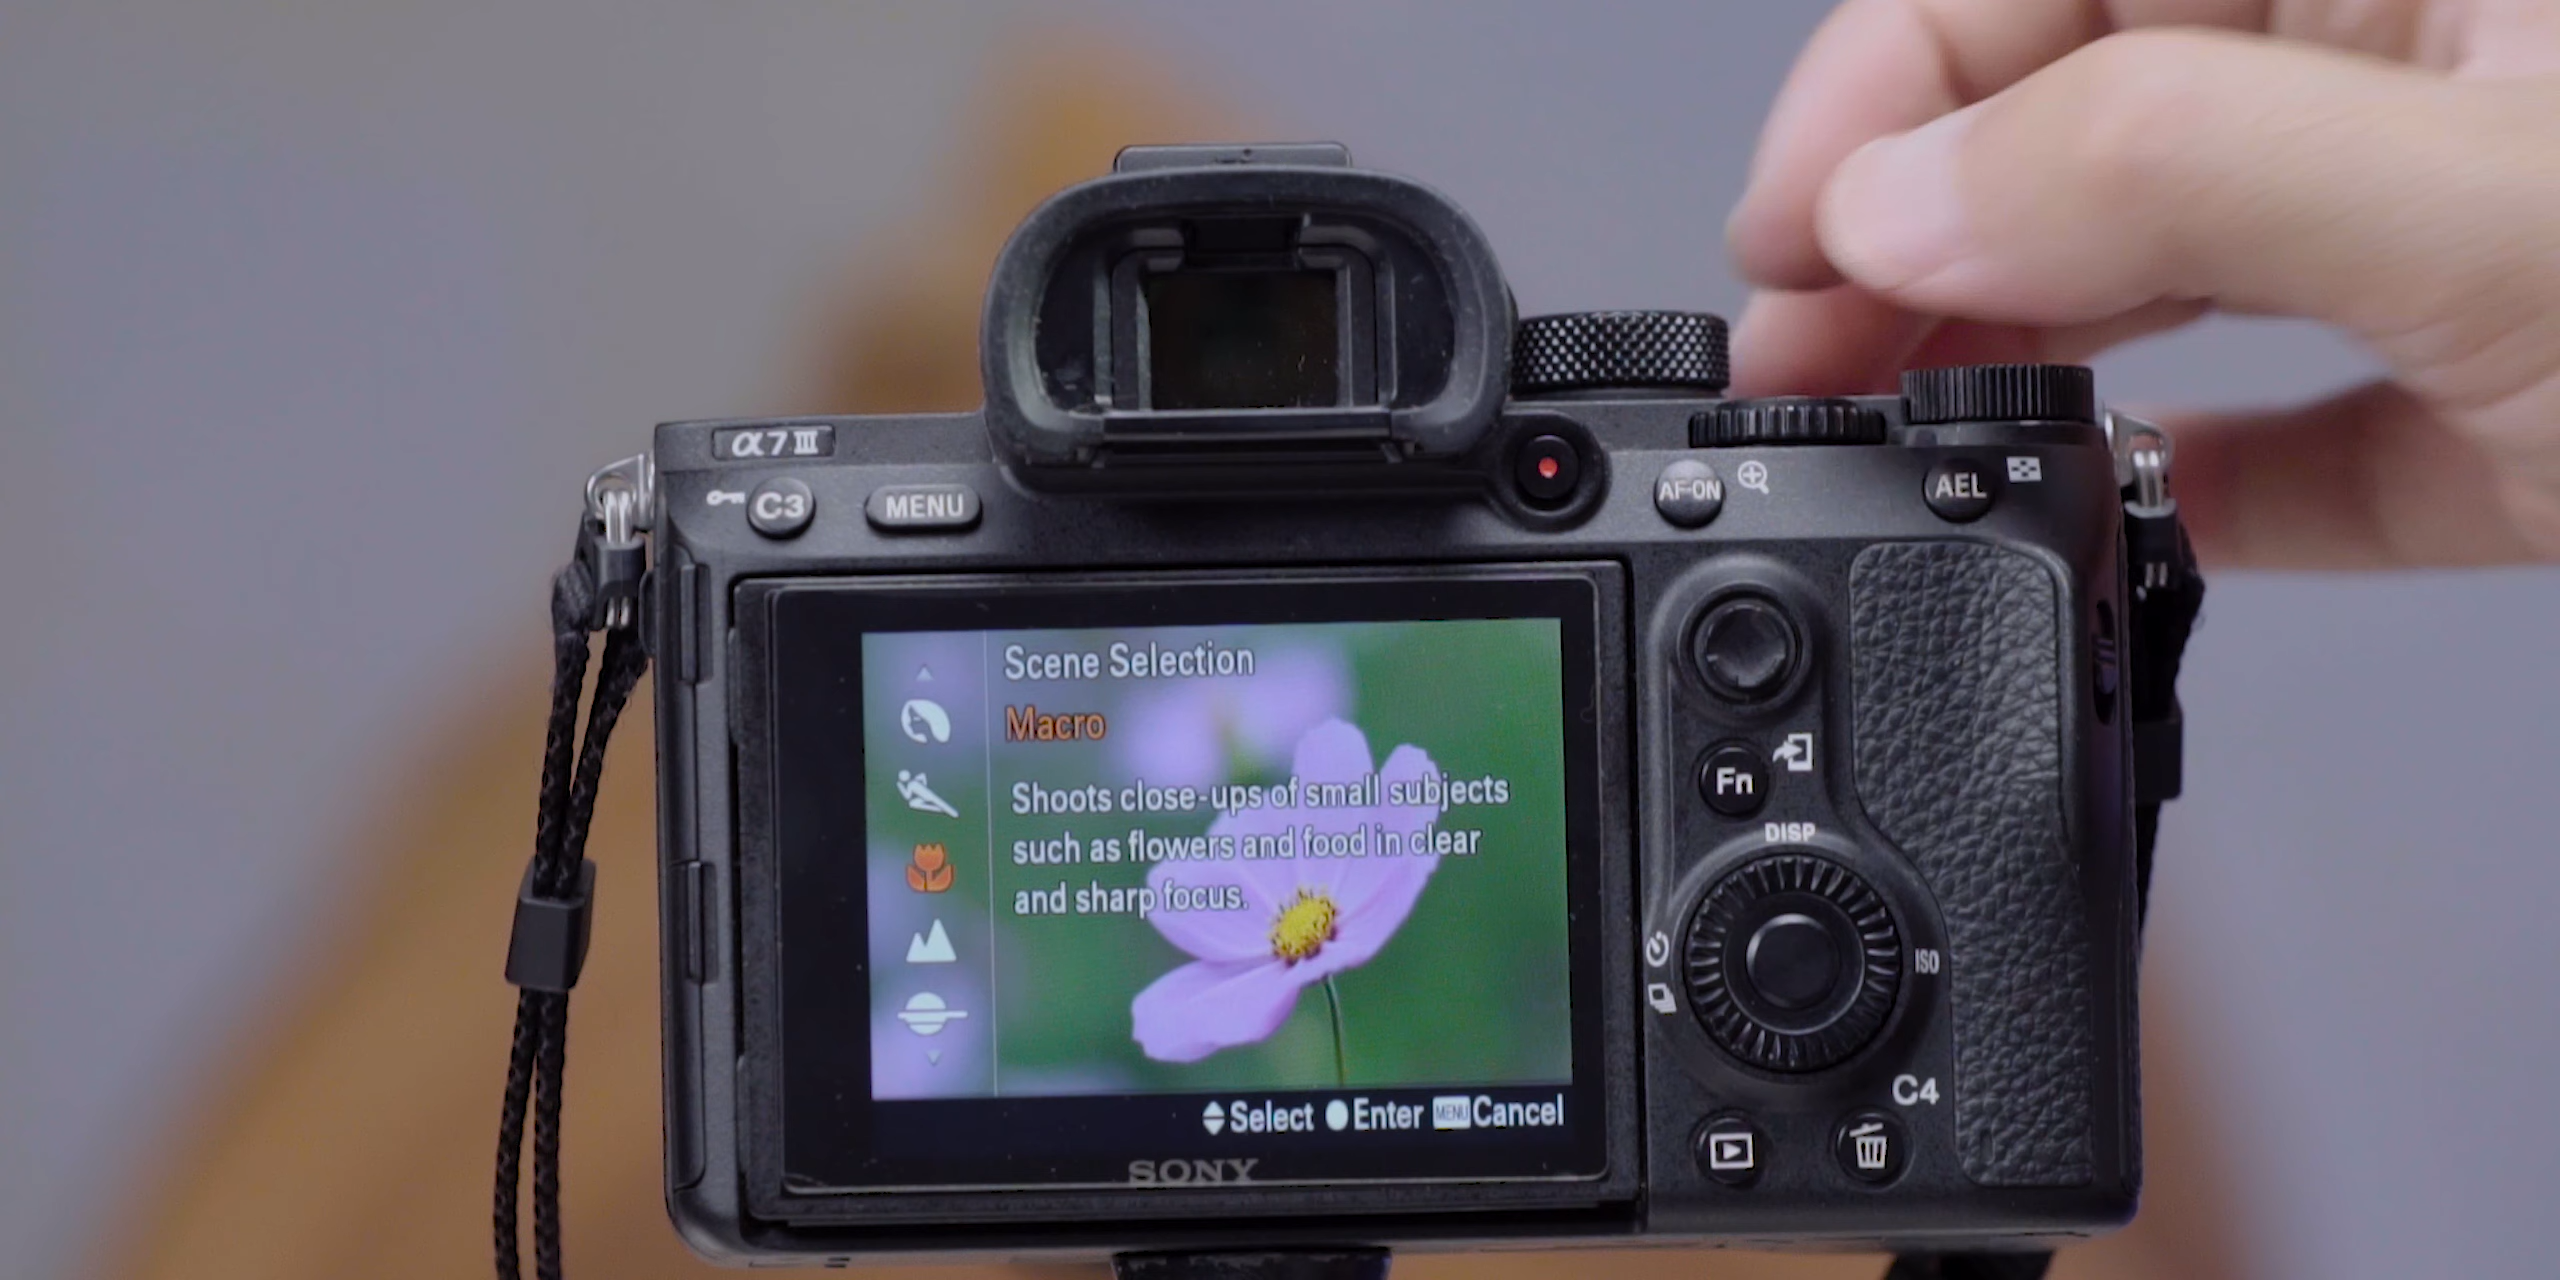 α7III
C3
MENU
AF-ON
AEL
Scene Selection
Macro
Shoots close-ups of small subjects
such as flowers and food in clear
and sharp focus.
Select Enter MENU Cancel
SONY
Fn
DISP
ISO
C4